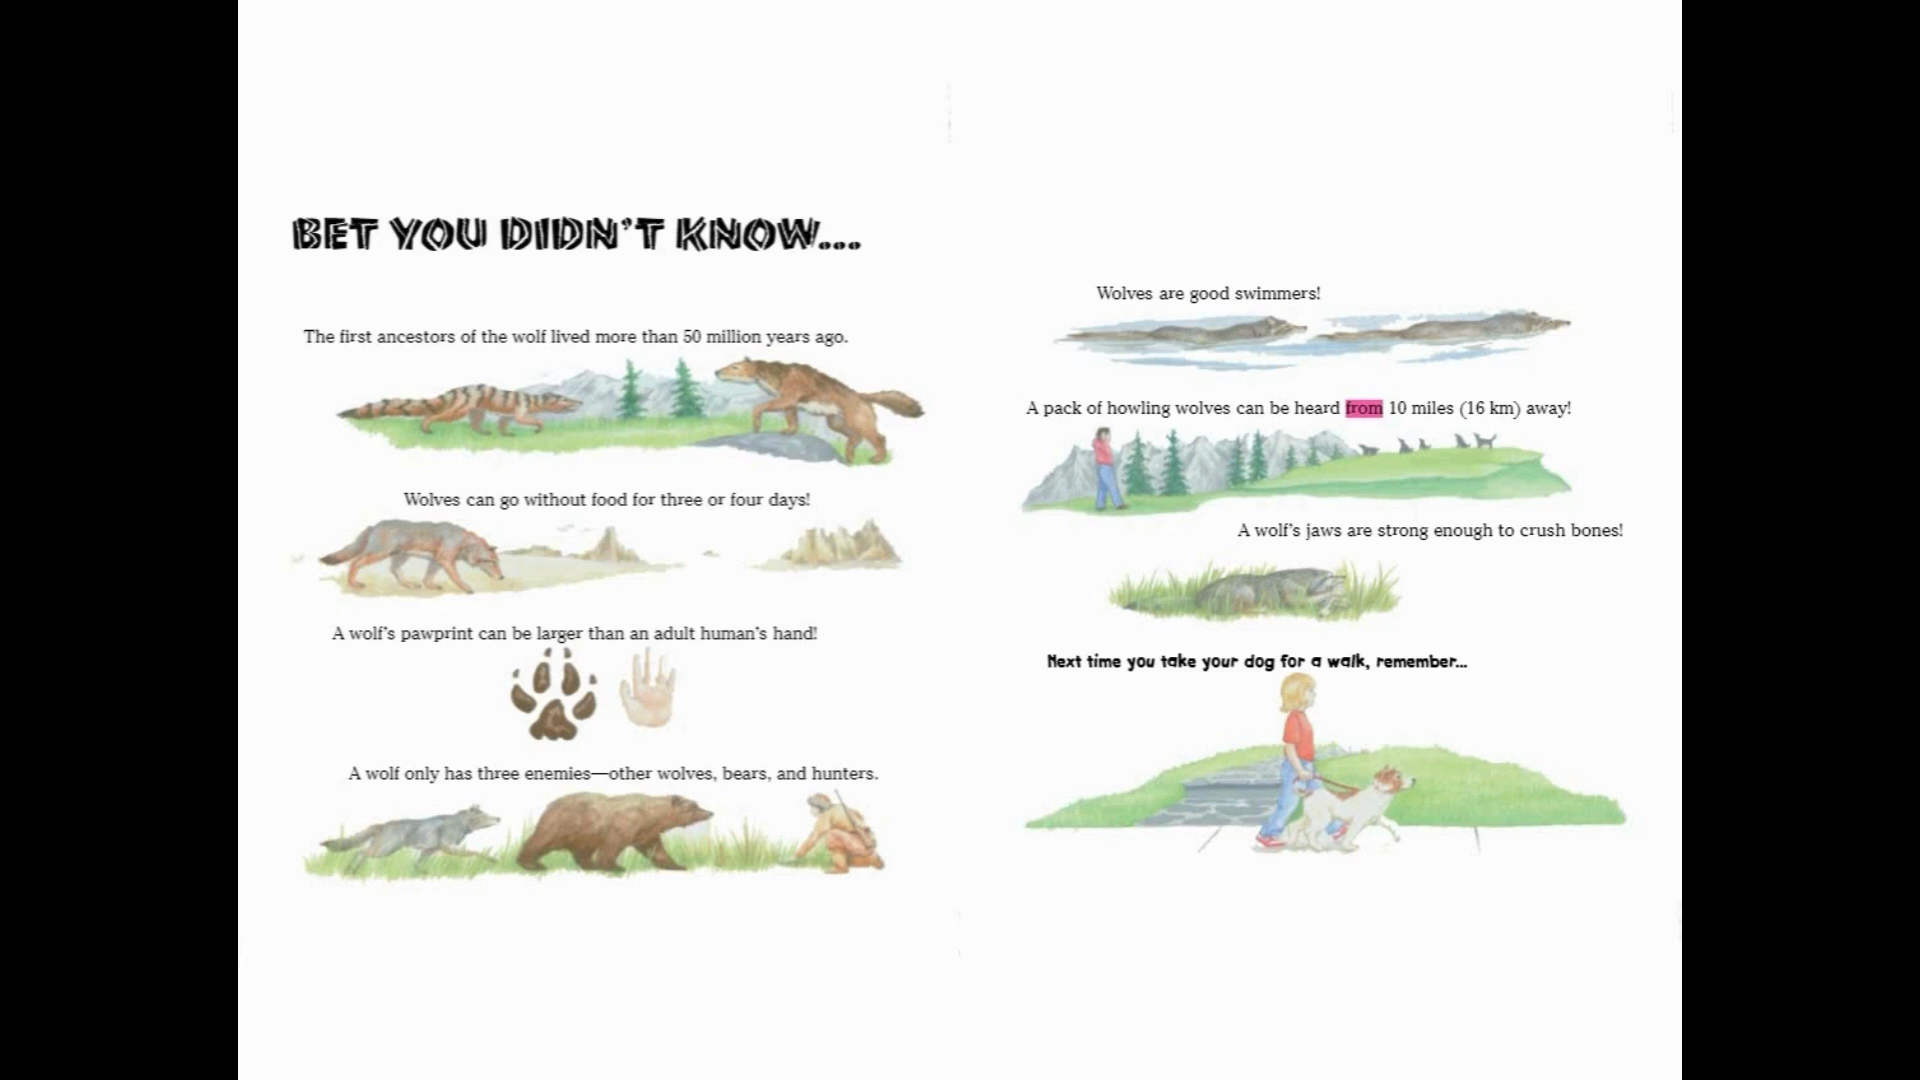 BET YOU DIDN'T KNOW...
The first ancestors of the wolf lived more than 50 million years ago.
Wolves can go without food for three or four days!
A wolf's pawprint can be larger than an adult human's hand!
A wolf only has three enemies—other wolves, bears, and hunters.
Wolves are good swimmers!
A pack of howling wolves can be heard from 10 miles (16 km) away!
A wolf's jaws are strong enough to crush bones!
Next time you take your dog for a walk, remember...